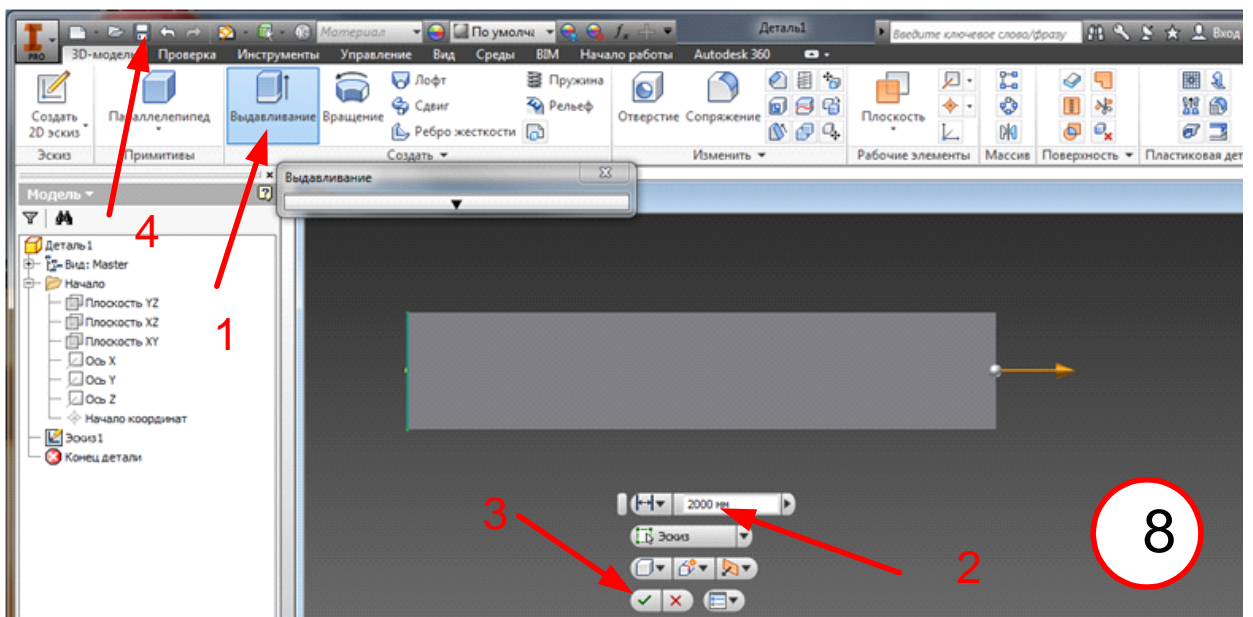 Материал
По умолча
Деталь1
Введите ключевое слово/фразу
Вход
PRO
3D-модель Проверка Инструменты Управление Вид Среды BIM Начало работы Autodesk 360
Создать 2D эскиз
Параллелепипед
Выдавливание
Вращение
Лофт
Сдвиг
Ребро жесткости
Пружина
Рельеф
Отверстие
Сопряжение
Плоскость
Эскиз
Примитивы
Создать
Изменить
Рабочие элементы
Массив
Поверхность
Пластиковая дет
Выдавливание
Модель
4
1
Деталь1
Вид: Master
Начало
Плоскость YZ
Плоскость XZ
Плоскость XY
Ось X
Ось Y
Ось Z
Начало координат
Эскиз1
Конец детали
3
2000 мм
Эскиз
2
8